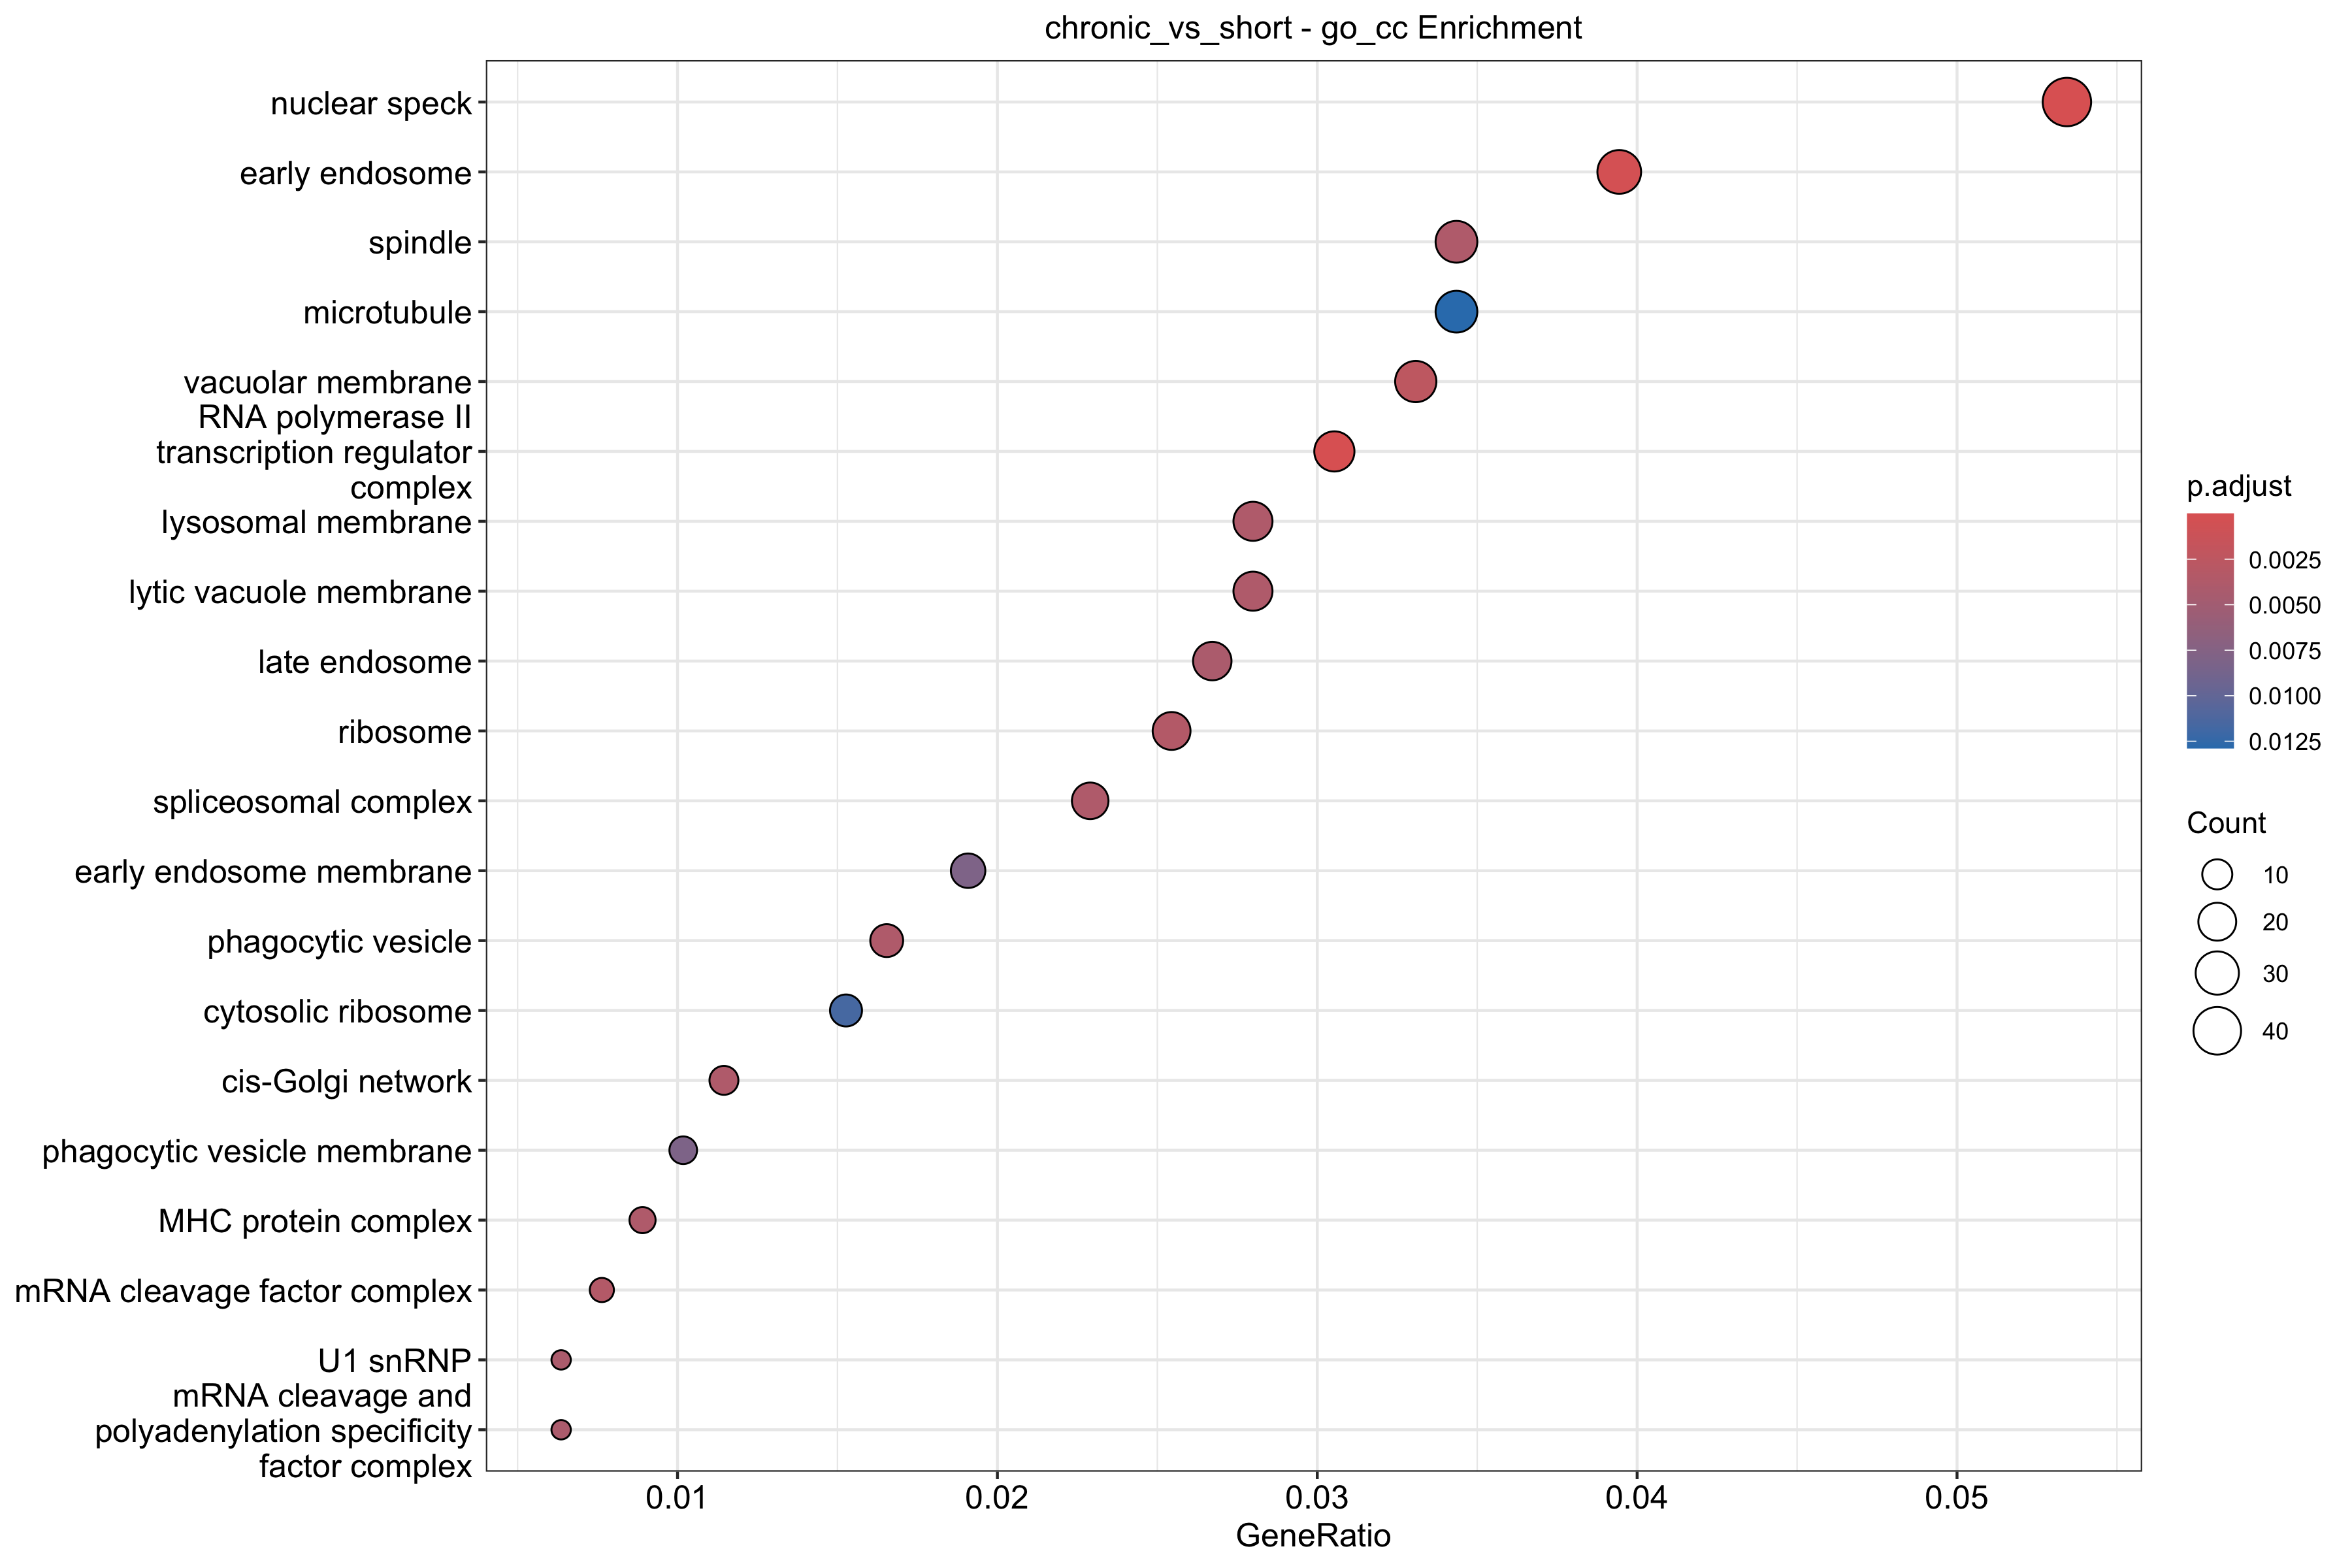 chronic_vs_short - go_cc Enrichment
nuclear speck
early endosome
spindle
microtubule
vacuolar membrane
RNA polymerase II
transcription regulator
complex
lysosomal membrane
lytic vacuole membrane
late endosome
ribosome
spliceosomal complex
early endosome membrane
phagocytic vesicle
cytosolic ribosome
cis-Golgi network
phagocytic vesicle membrane
MHC protein complex
mRNA cleavage factor complex
U1 snRNP
mRNA cleavage and
polyadenylation specificity
factor complex
0.01 0.02 0.03 0.04 0.05
GeneRatio
p.adjust
0.0025
0.0050
0.0075
0.0100
0.0125
Count
10
20
30
40